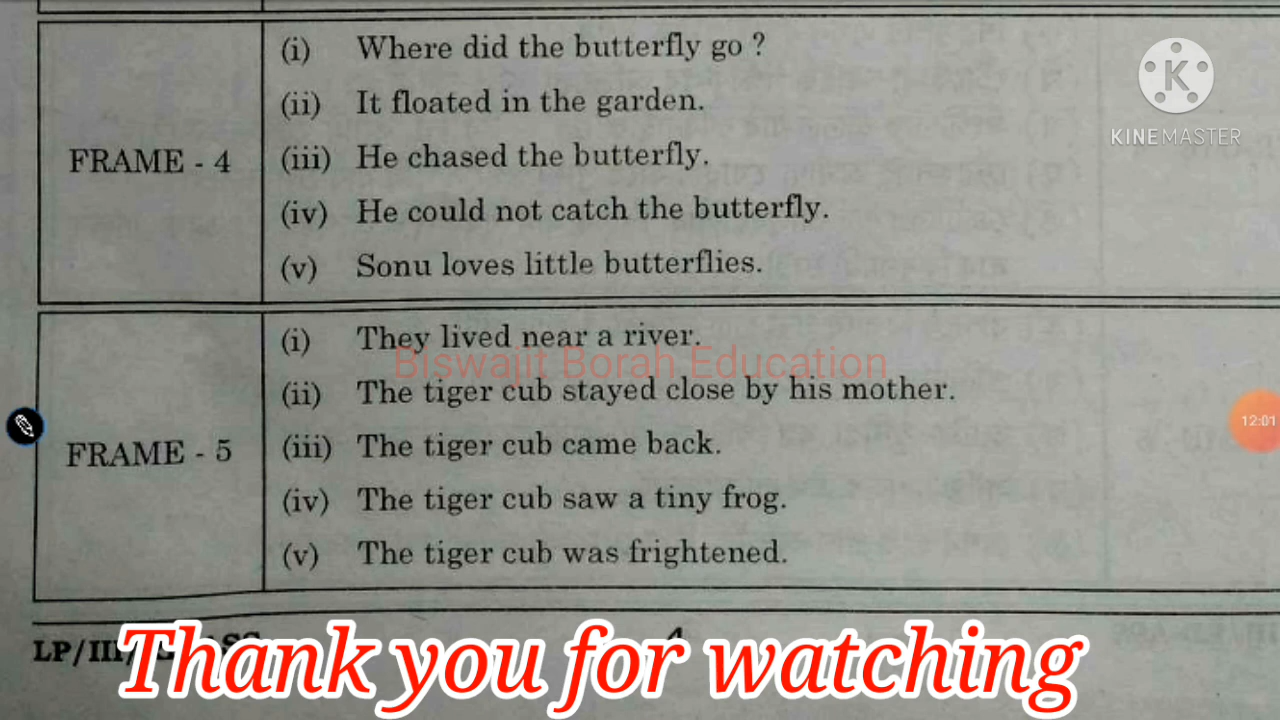 (i) Where did the butterfly go ?
(ii) It floated in the garden.
FRAME - 4 (iii) He chased the butterfly.
(iv) He could not catch the butterfly.
(v) Sonu loves little butterflies.
K
KINEMASTER
(i) They lived near a river.
Biswajit Borah Education
(ii) The tiger cub stayed close by his mother.
FRAME - 5 (iii) The tiger cub came back.
(iv) The tiger cub saw a tiny frog.
(v) The tiger cub was frightened.
12:01
LP/III/
4
Thank you for watching